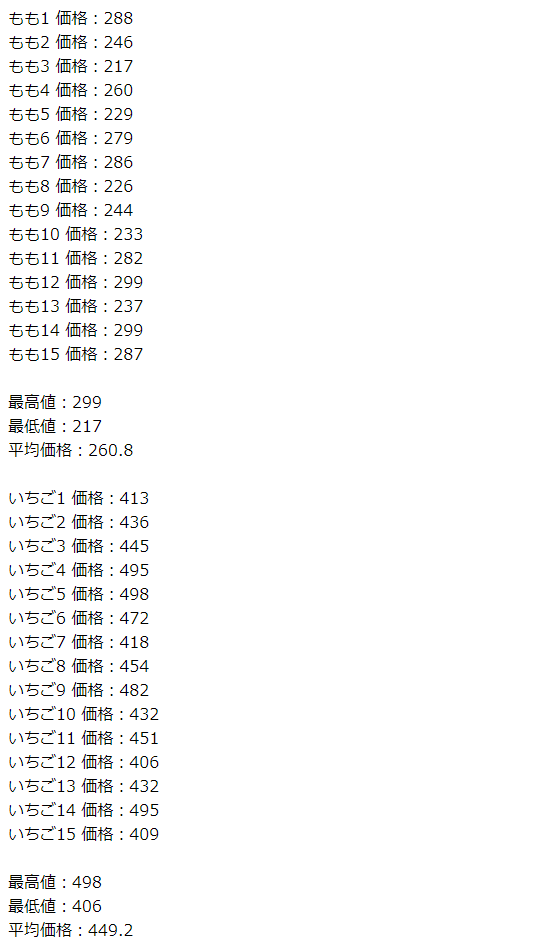 もも1 価格：288
もも2 価格：246
もも3 価格：217
もも4 価格：260
もも5 価格：229
もも6 価格：279
もも7 価格：286
もも8 価格：226
もも9 価格：244
もも10 価格：233
もも11 価格：282
もも12 価格：299
もも13 価格：237
もも14 価格：299
もも15 価格：287
最高値：299
最低値：217
平均価格：260.8
いちご1 価格：413
いちご2 価格：436
いちご3 価格：445
いちご4 価格：495
いちご5 価格：498
いちご6 価格：472
いちご7 価格：418
いちご8 価格：454
いちご9 価格：482
いちご10 価格：432
いちご11 価格：451
いちご12 価格：406
いちご13 価格：432
いちご14 価格：495
いちご15 価格：409
最高値：498
最低値：406
平均価格：449.2